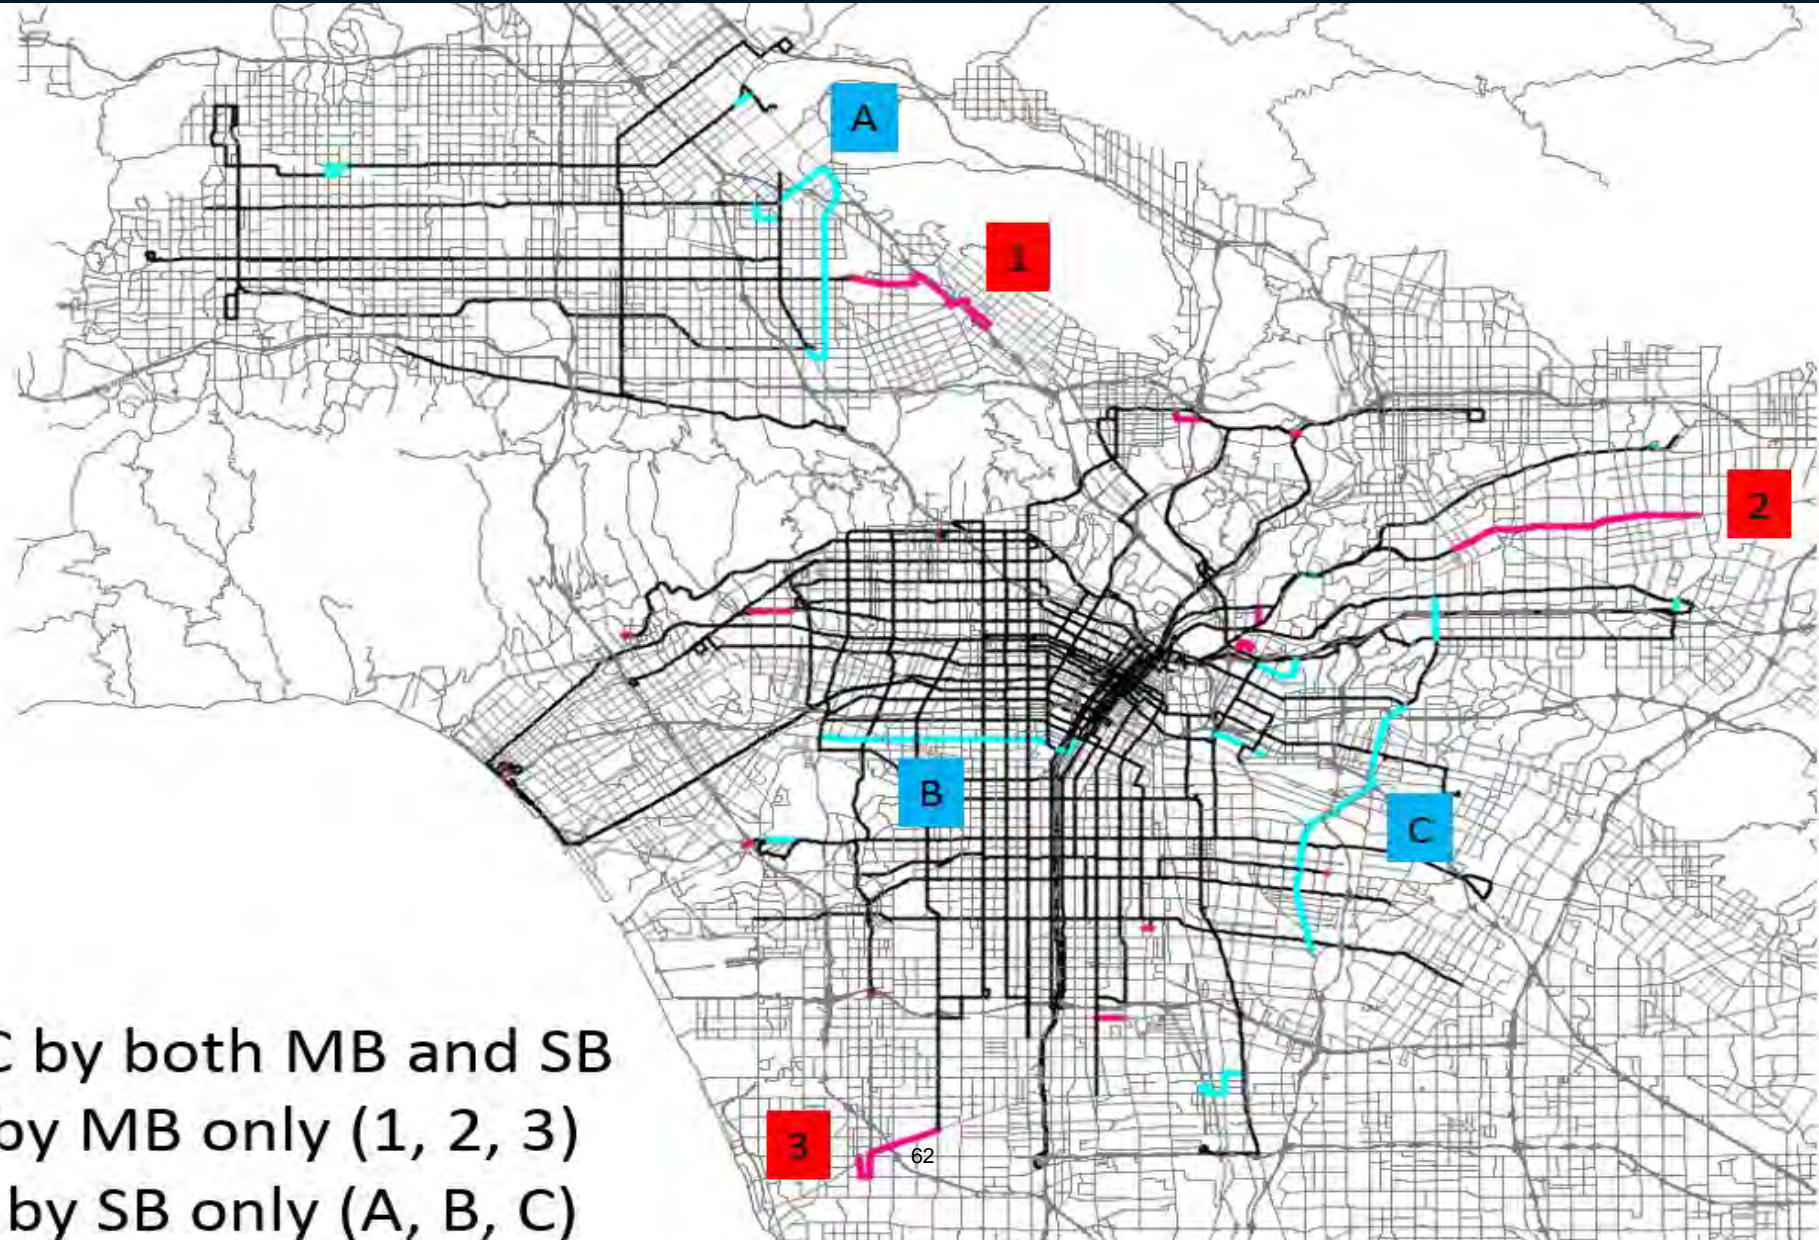 A
1
2
B
C
C by both MB and SB
by MB only (1, 2, 3)
3
62
by SB only (A, B, C)